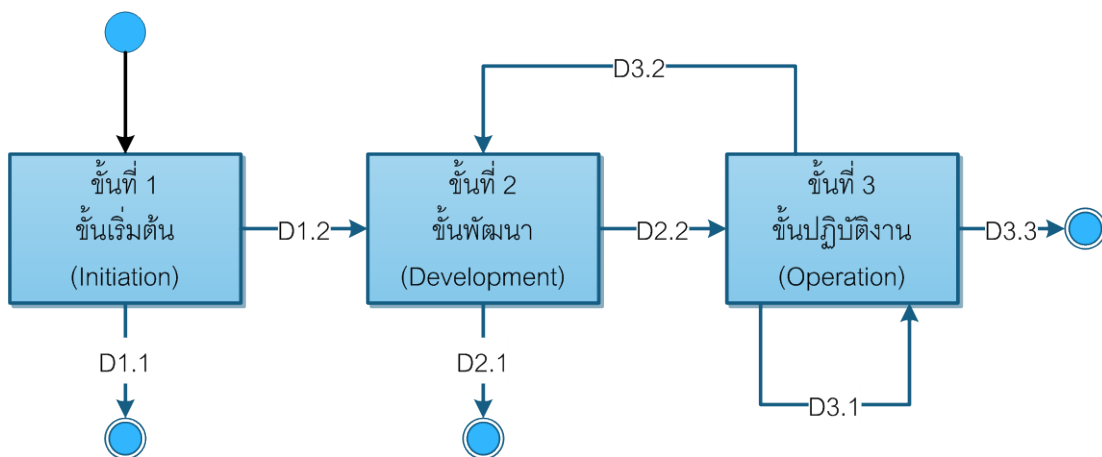 D3.2
ขั้นที่ 1
ขั้นเริ่มต้น
(Initiation)
D1.2
ขั้นที่ 2
ขั้นพัฒนา
(Development)
D2.2
ขั้นที่ 3
ขั้นปฏิบัติงาน
(Operation)
D3.3
D1.1
D2.1
D3.1